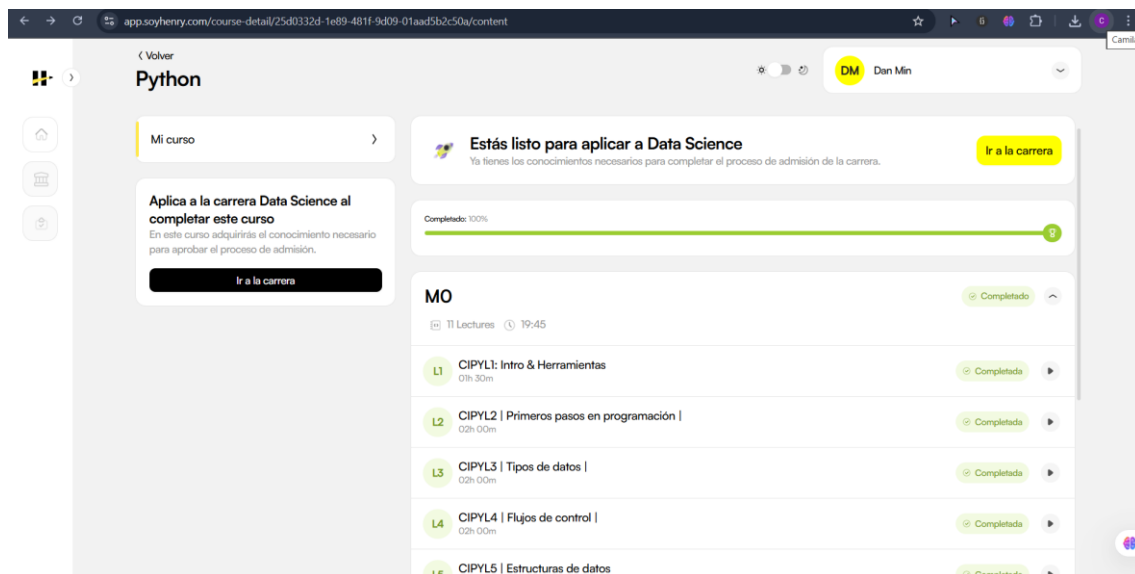 app.soyhenry.com/course-detail/25d0332d-1e89-481f-9d09-01aad5b2c50a/content
C
Camila
Volver
Python
DM Dan Min
Mi curso
Estás listo para aplicar a Data Science
Ya tienes los conocimientos necesarios para completar el proceso de admisión de la carrera.
Ir a la carrera
Aplica a la carrera Data Science al
completar este curso
En este curso adquirirás el conocimiento necesario
para aprobar el proceso de admisión.
Ir a la carrera
Completado: 100%
M0
Completado
11 Lectures 19:45
L1 CIPYL1: Intro & Herramientas
01h 30m
Completada
L2 CIPYL2 | Primeros pasos en programación |
02h 00m
Completada
L3 CIPYL3 | Tipos de datos |
02h 00m
Completada
L4 CIPYL4 | Flujos de control |
02h 00m
Completada
L5 CIPYL5 | Estructuras de datos
Completada